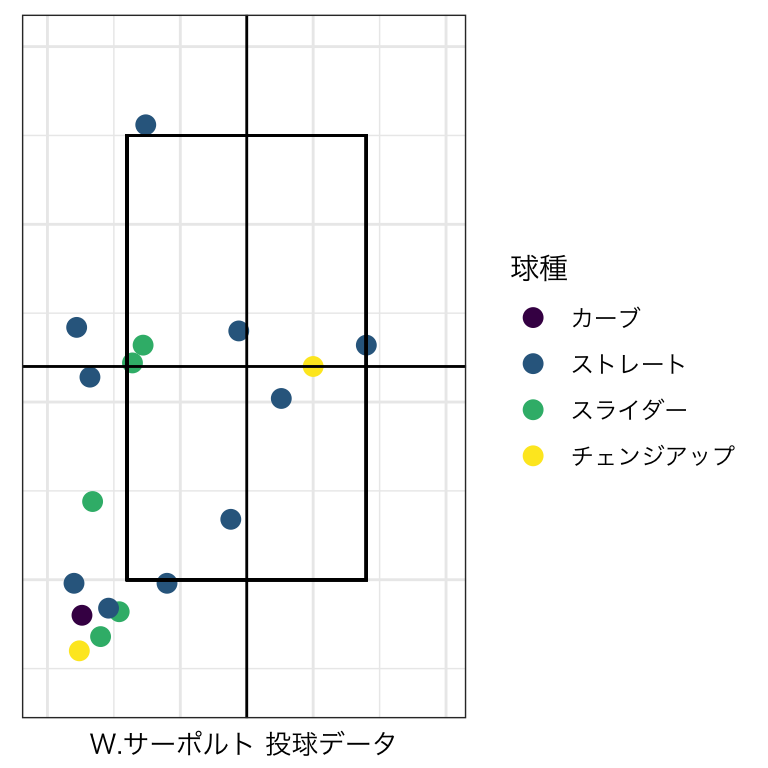 球種
カーブ
ストレート
スライダー
チェンジアップ
W.サーポルト 投球データ